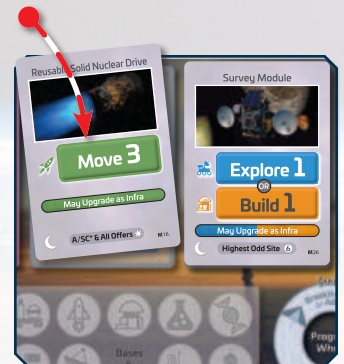 Reusable Solid Nuclear Drive
Move 3
May Upgrade as Infra
A/SC* & All Offers
M16
Survey Module
Explore 1
OR
Build 1
May Upgrade as Infra
Highest Odd Site 6
M26
Bases